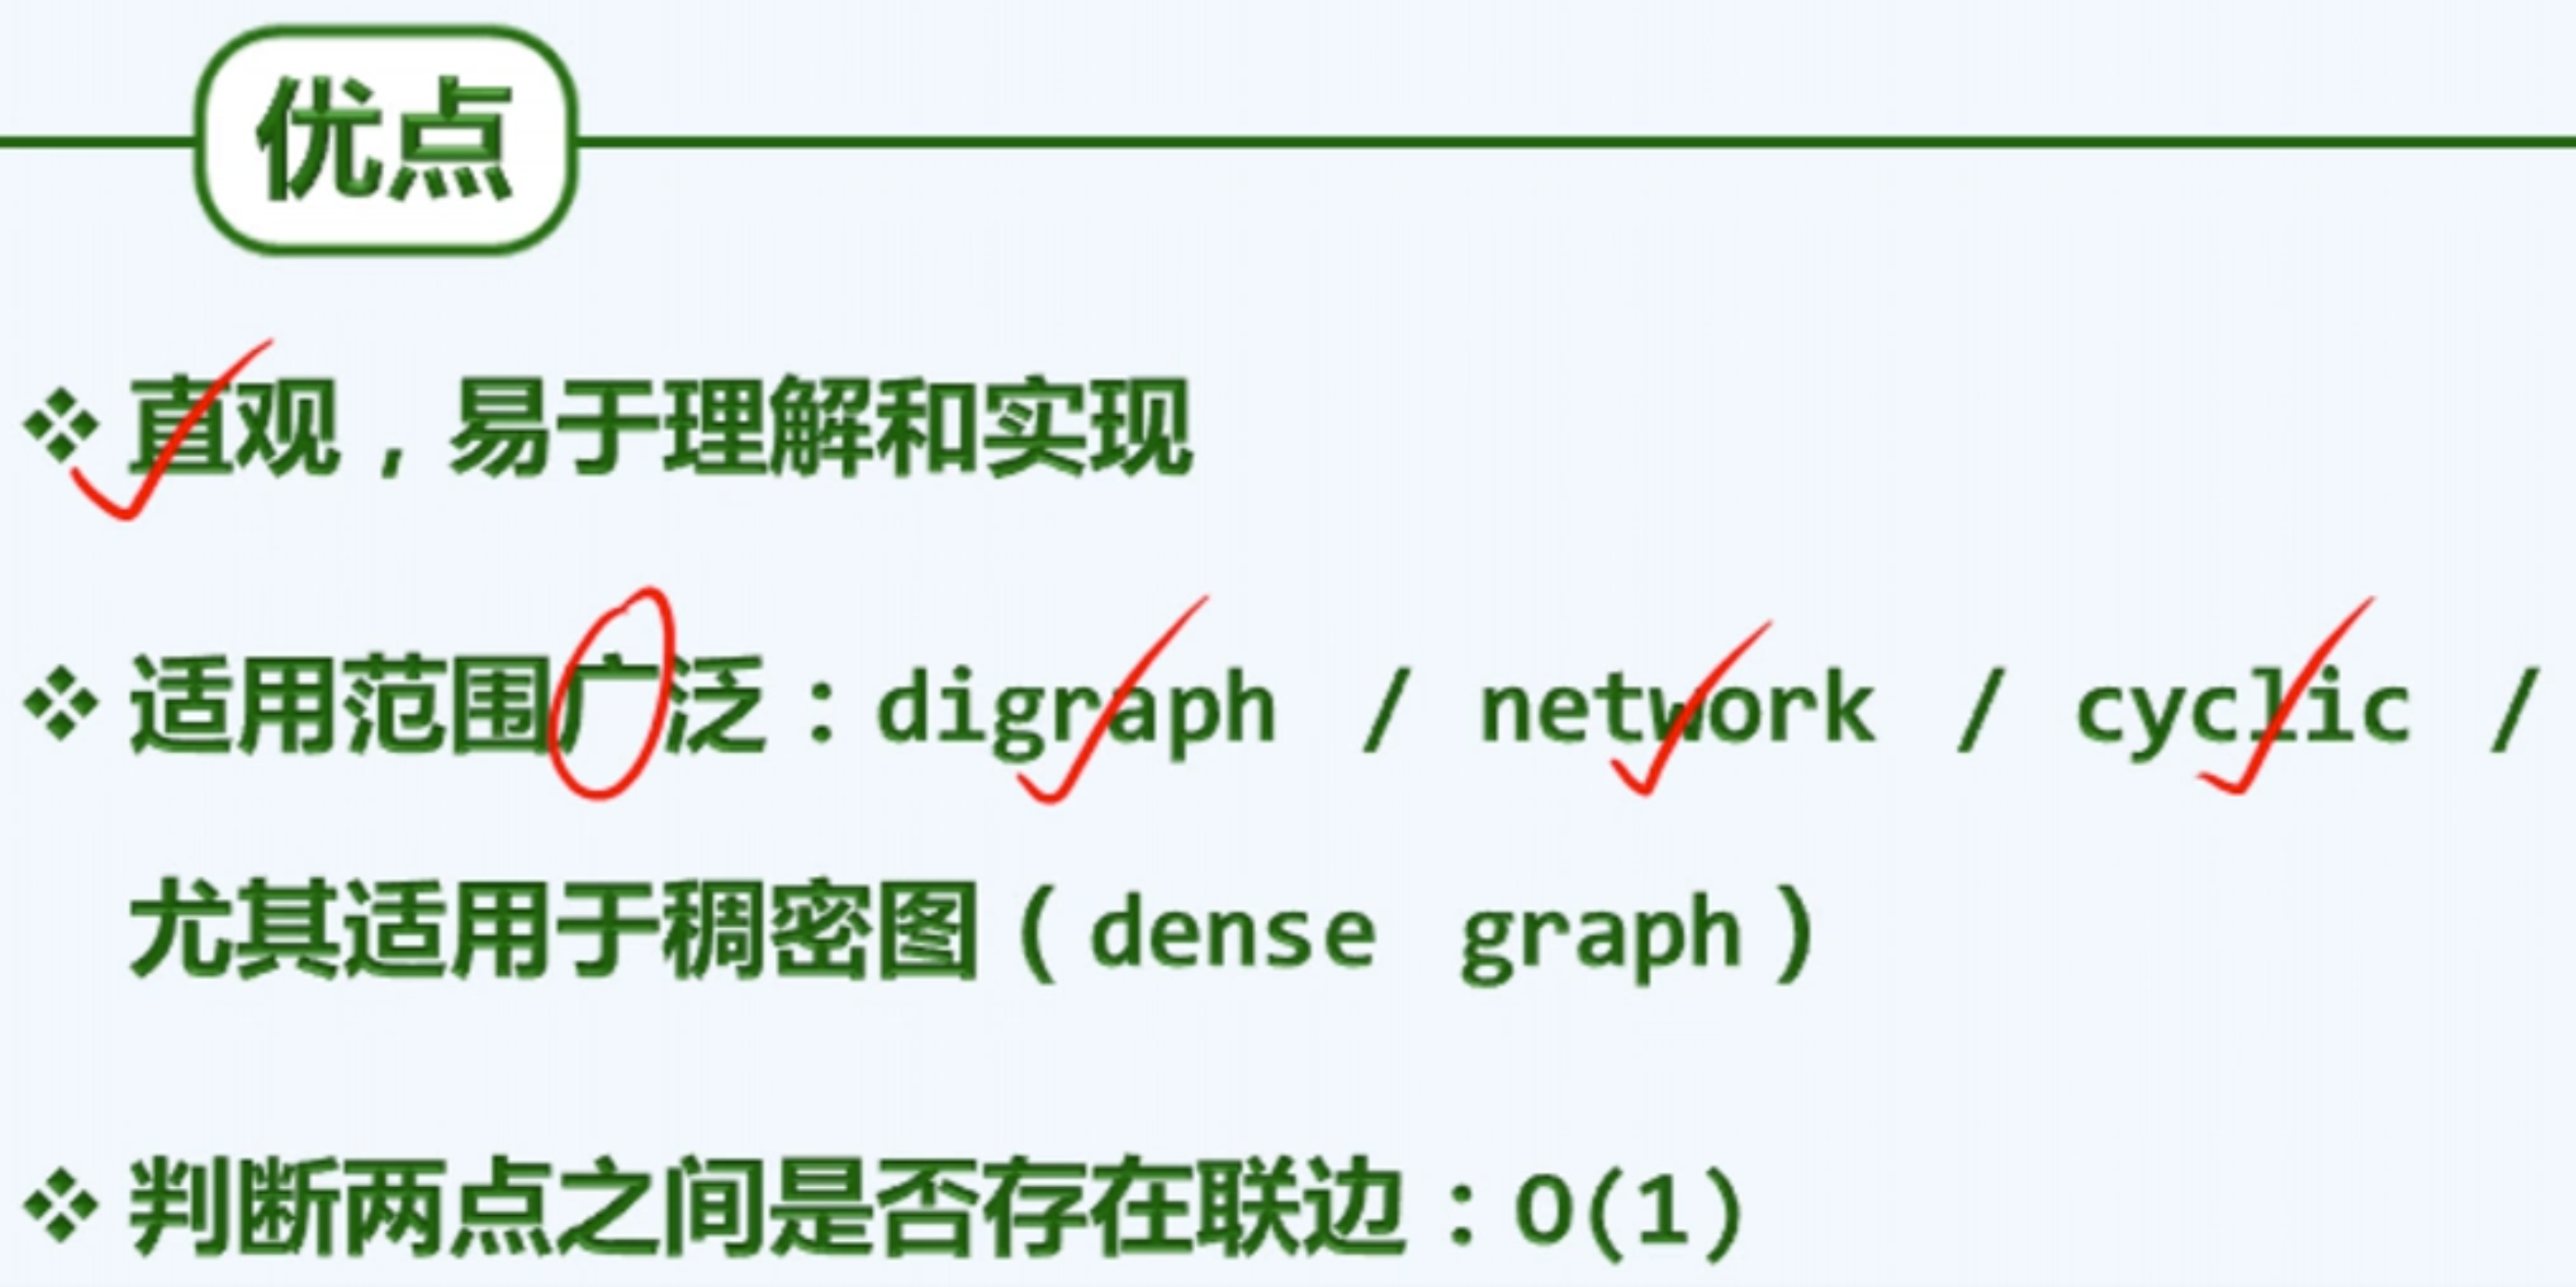 优点
直观，易于理解和实现
适用范围广泛：digraph / network / cyclic /
尤其适用于稠密图（dense graph）
判断两点之间是否存在联边：O(1)